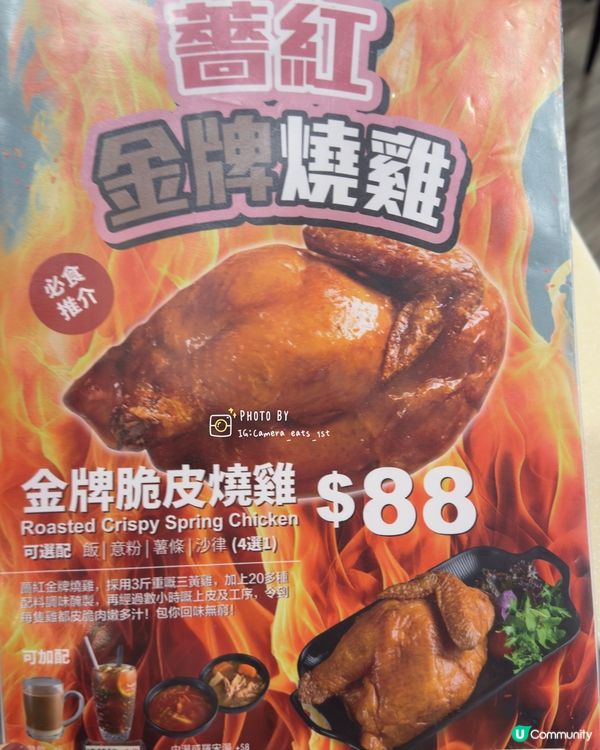 薔紅
金牌燒雞
必食
推介
PHOTO BY
IG:Camera_eats_1st
金牌脆皮燒雞
$88
Roasted Crispy Spring Chicken
可選配 飯|意粉|薯條|沙律 (4選1)
薔紅金牌燒雞，採用3斤重嘅三黃雞，加上20多種
配料調味醃製，再經過數小時嘅上皮及工序，令到
每隻雞都皮脆肉嫩多汁！包你回味無窮！
可加配
+$8
U Community